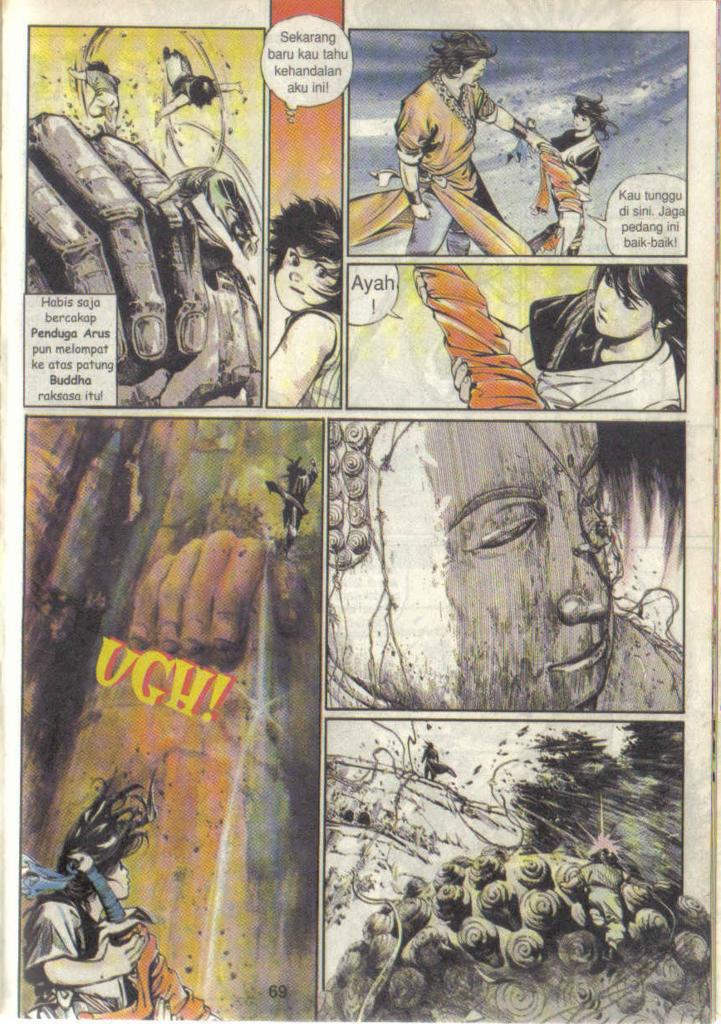 Habis saja
bercakap
Penduga Arus
pun melompat
ke atas patung
Buddha
raksasa itu!
Sekarang
baru kau tahu
kehandalan
aku ini!
Kau tunggu
di sini. Jaga
pedang ini
baik-baik!
Ayah
!
UGH!
69